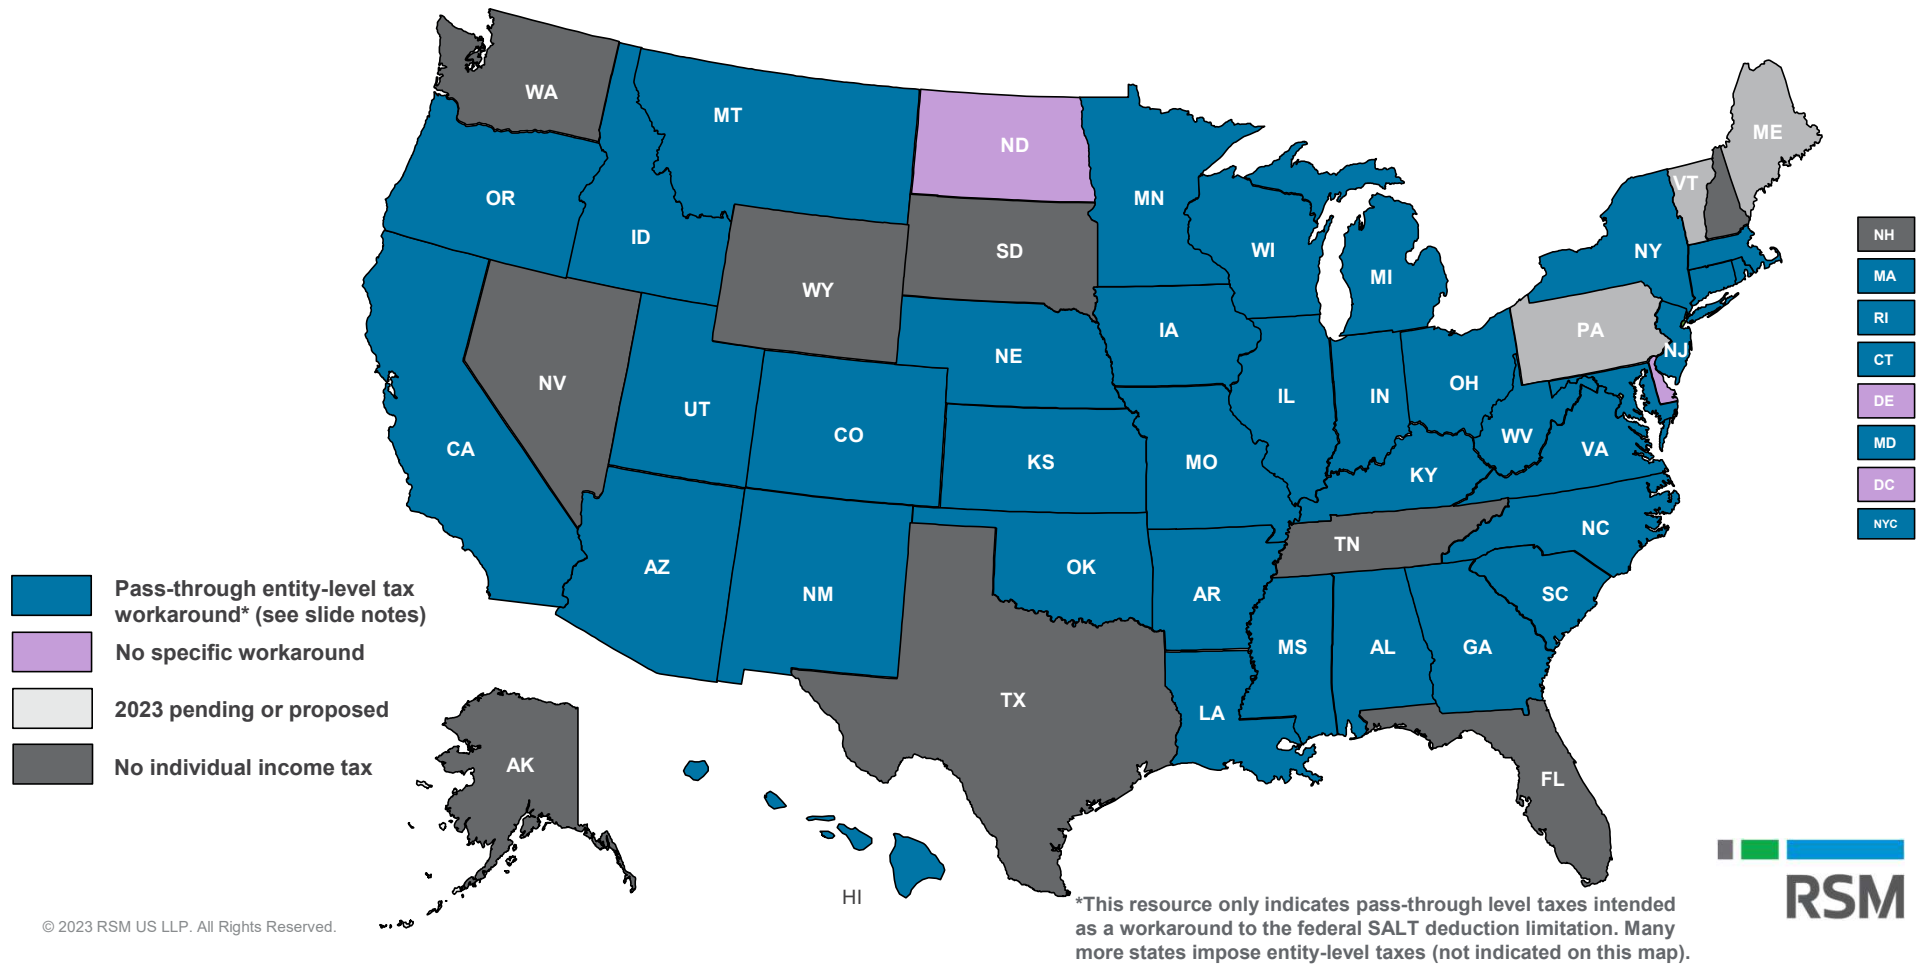 WA
MT
ND
ME
OR
MN
VT
ID
SD
WI
NY
NH
MI
MA
WY
IA
RI
PA
NE
NJ
CT
NV
OH
UT
IL
IN
DE
CO
WV
MD
CA
KS
MO
VA
KY
DC
NC
NYC
TN
AZ
OK
NM
AR
SC
Pass-through entity-level tax
workaround* (see slide notes)
MS
AL
GA
No specific workaround
TX
LA
2023 pending or proposed
AK
FL
No individual income tax
HI
*This resource only indicates pass-through level taxes intended
as a workaround to the federal SALT deduction limitation. Many
more states impose entity-level taxes (not indicated on this map).
RSM
© 2023 RSM US LLP. All Rights Reserved.